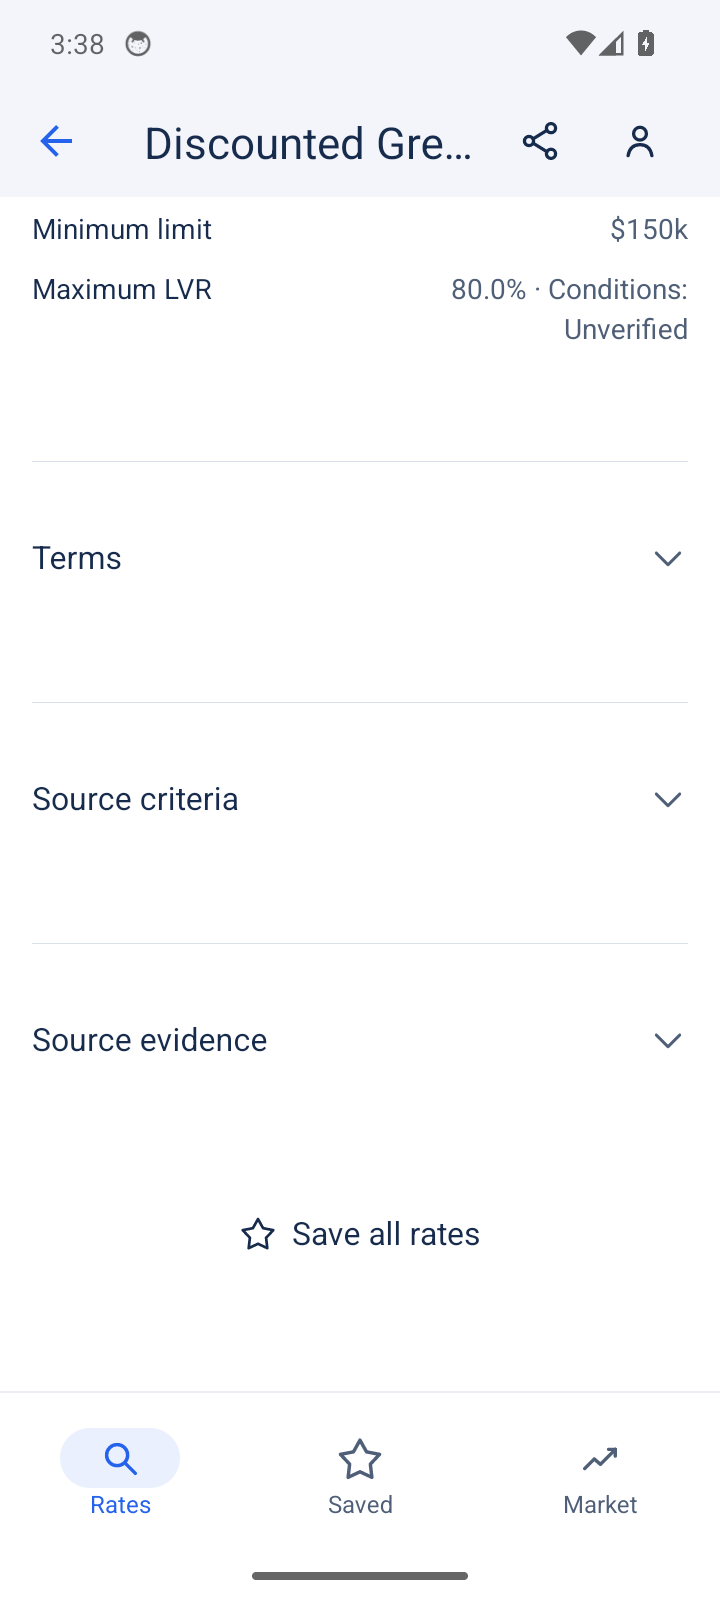 3:38
Discounted Gre...
Minimum limit
$150k
Maximum LVR
80.0% · Conditions:
Unverified
Terms
Source criteria
Source evidence
Save all rates
Rates
Saved
Market